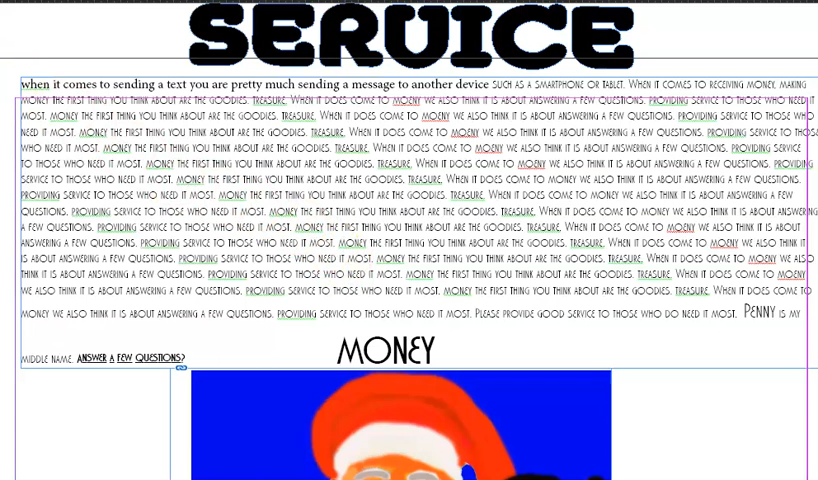 SERVICE
when it comes to sending a text you are pretty much sending a message to another device SUCH AS A SMARTPHONE OR TABLET. WHEN IT COMES TO RECEIVING MONEY, MAKING
MONEY THE FIRST THING YOU THINK ABOUT ARE THE GOODIES. TREASURE. WHEN IT DOES COME TO MOENY WE ALSO THINK IT IS ABOUT ANSWERING A FEW QUESTIONS. PROVIDING SERVICE TO THOSE WHO NEED IT
MOST. MONEY THE FIRST THING YOU THINK ABOUT ARE THE GOODIES. TREASURE. WHEN IT DOES COME TO MOENY WE ALSO THINK IT IS ABOUT ANSWERING A FEW QUESTIONS. PROVIDING SERVICE TO THOSE WHO
NEED IT MOST. MONEY THE FIRST THING YOU THINK ABOUT ARE THE GOODIES. TREASURE. WHEN IT DOES COME TO MOENY WE ALSO THINK IT IS ABOUT ANSWERING A FEW QUESTIONS. PROVIDING SERVICE TO THOSE
WHO NEED IT MOST. MONEY THE FIRST THING YOU THINK ABOUT ARE THE GOODIES. TREASURE. WHEN IT DOES COME TO MOENY WE ALSO THINK IT IS ABOUT ANSWERING A FEW QUESTIONS. PROVIDING SERVICE
TO THOSE WHO NEED IT MOST. MONEY THE FIRST THING YOU THINK ABOUT ARE THE GOODIES. TREASURE. WHEN IT DOES COME TO MOENY WE ALSO THINK IT IS ABOUT ANSWERING A FEW QUESTIONS. PROVIDING
SERVICE TO THOSE WHO NEED IT MOST. MONEY THE FIRST THING YOU THINK ABOUT ARE THE GOODIES. TREASURE. WHEN IT DOES COME TO MOENY WE ALSO THINK IT IS ABOUT ANSWERING A FEW QUESTIONS.
PROVIDING SERVICE TO THOSE WHO NEED IT MOST. MONEY THE FIRST THING YOU THINK ABOUT ARE THE GOODIES. TREASURE. WHEN IT DOES COME TO MONEY WE ALSO THINK IT IS ABOUT ANSWERING A FEW
QUESTIONS. PROVIDING SERVICE TO THOSE WHO NEED IT MOST. MONEY THE FIRST THING YOU THINK ABOUT ARE THE GOODIES. TREASURE. WHEN IT DOES COME TO MONEY WE ALSO THINK IT IS ABOUT ANSWERING
A FEW QUESTIONS. PROVIDING SERVICE TO THOSE WHO NEED IT MOST. MONEY THE FIRST THING YOU THINK ABOUT ARE THE GOODIES. TREASURE. WHEN IT DOES COME TO MOENY WE ALSO THINK IT IS ABOUT
ANSWERING A FEW QUESTIONS. PROVIDING SERVICE TO THOSE WHO NEED IT MOST. MONEY THE FIRST THING YOU THINK ABOUT ARE THE GOODIES. TREASURE. WHEN IT DOES COME TO MOENY WE ALSO THINK IT
IS ABOUT ANSWERING A FEW QUESTIONS. PROVIDING SERVICE TO THOSE WHO NEED IT MOST. MONEY THE FIRST THING YOU THINK ABOUT ARE THE GOODIES. TREASURE. WHEN IT DOES COME TO MOENY WE ALSO
THINK IT IS ABOUT ANSWERING A FEW QUESTIONS. PROVIDING SERVICE TO THOSE WHO NEED IT MOST. MONEY THE FIRST THING YOU THINK ABOUT ARE THE GOODIES. TREASURE. WHEN IT DOES COME TO MOENY
WE ALSO THINK IT IS ABOUT ANSWERING A FEW QUESTIONS. PROVIDING SERVICE TO THOSE WHO NEED IT MOST. MONEY THE FIRST THING YOU THINK ABOUT ARE THE GOODIES. TREASURE. WHEN IT DOES COME TO
MONEY WE ALSO THINK IT IS ABOUT ANSWERING A FEW QUESTIONS. PROVIDING SERVICE TO THOSE WHO NEED IT MOST. PLEASE PROVIDE GOOD SERVICE TO THOSE WHO DO NEED IT MOST. PENNY IS MY
MIDDLE NAME. ANSWER A FEW QUESTIONS? MONEY